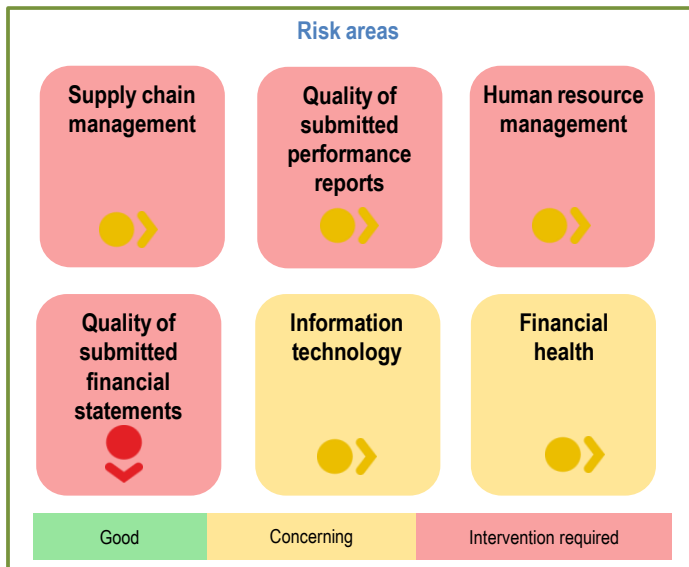 Risk areas
Supply chain
management
Quality of
submitted
performance
reports
Human resource
management
Quality of
submitted
financial
statements
Information
technology
Financial
health
Good
Concerning
Intervention required